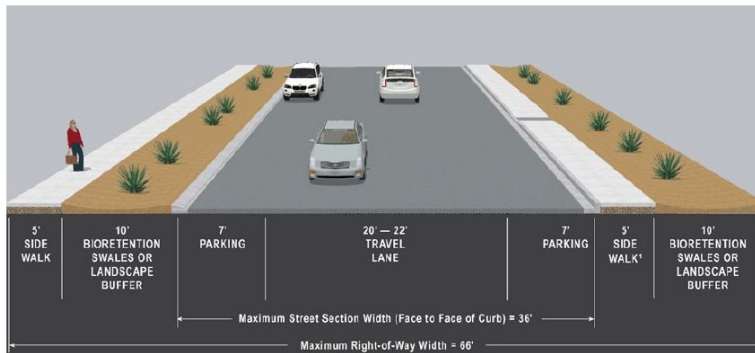 5'
SIDE
WALK
10'
BIORETENTION
SWALES OR
LANDSCAPE
BUFFER
7'
PARKING
20' — 22'
TRAVEL
LANE
7'
PARKING
5'
SIDE
WALK¹
10'
BIORETENTION
SWALES OR
LANDSCAPE
BUFFER
Maximum Street Section Width (Face to Face of Curb) = 36'
Maximum Right-of-Way Width = 66'